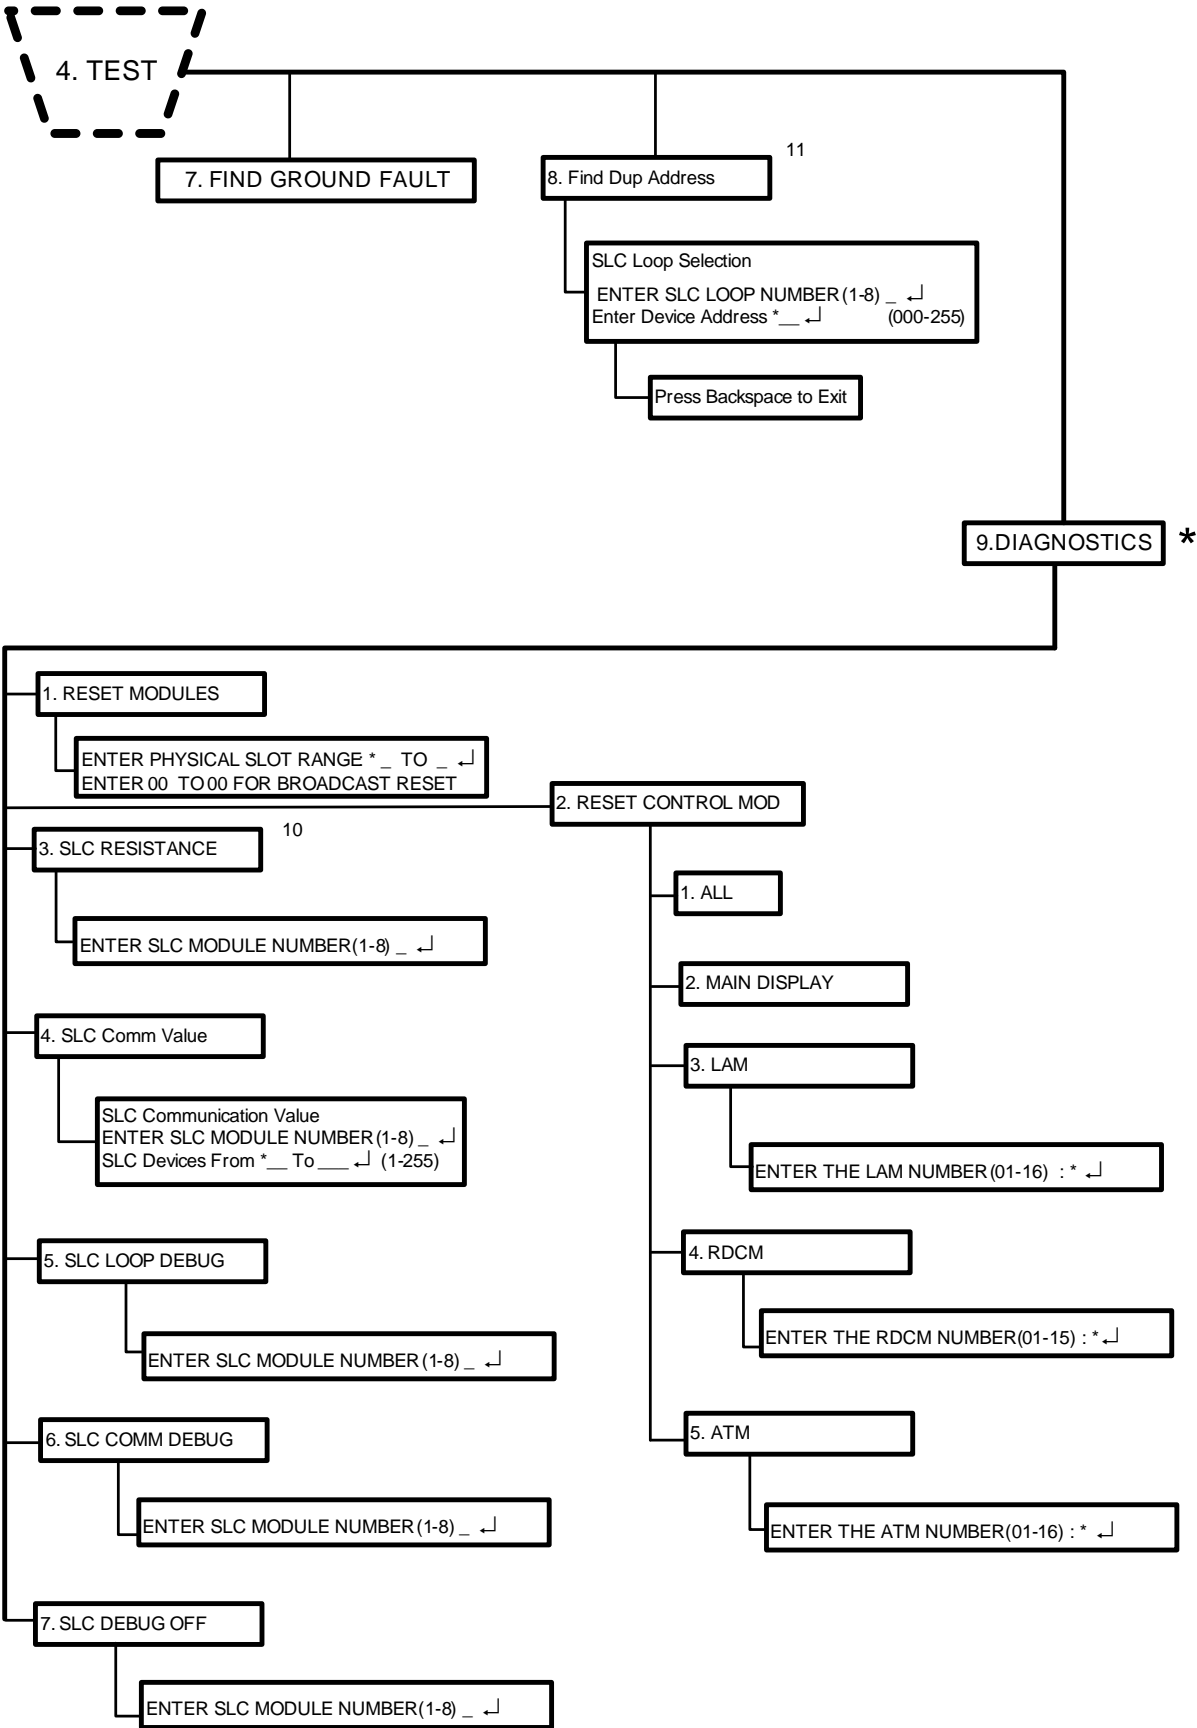 4. TEST
7. FIND GROUND FAULT
8. Find Dup Address
11
SLC Loop Selection
ENTER SLC LOOP NUMBER (1-8) _ ↵
Enter Device Address *__ ↵ (000-255)
Press Backspace to Exit
9.DIAGNOSTICS *
1. RESET MODULES
ENTER PHYSICAL SLOT RANGE * _ TO _ ↵
ENTER 00 TO 00 FOR BROADCAST RESET
2. RESET CONTROL MOD
1. ALL
2. MAIN DISPLAY
3. LAM
ENTER THE LAM NUMBER (01-16) : * ↵
4. RDCM
ENTER THE RDCM NUMBER (01-15) : * ↵
5. ATM
ENTER THE ATM NUMBER (01-16) : * ↵
3. SLC RESISTANCE
10
ENTER SLC MODULE NUMBER (1-8) _ ↵
4. SLC Comm Value
SLC Communication Value
ENTER SLC MODULE NUMBER (1-8) _ ↵
SLC Devices From *__ To ___ ↵ (1-255)
5. SLC LOOP DEBUG
ENTER SLC MODULE NUMBER (1-8) _ ↵
6. SLC COMM DEBUG
ENTER SLC MODULE NUMBER (1-8) _ ↵
7. SLC DEBUG OFF
ENTER SLC MODULE NUMBER (1-8) _ ↵